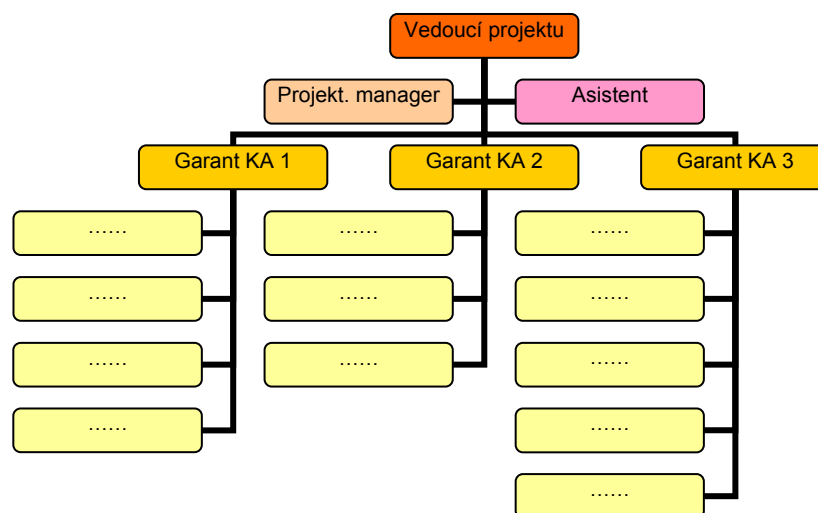 Vedoucí projektu
Projekt. manager
Asistent
Garant KA 1
Garant KA 2
Garant KA 3
......
......
......
......
......
......
......
......
......
......
......
......